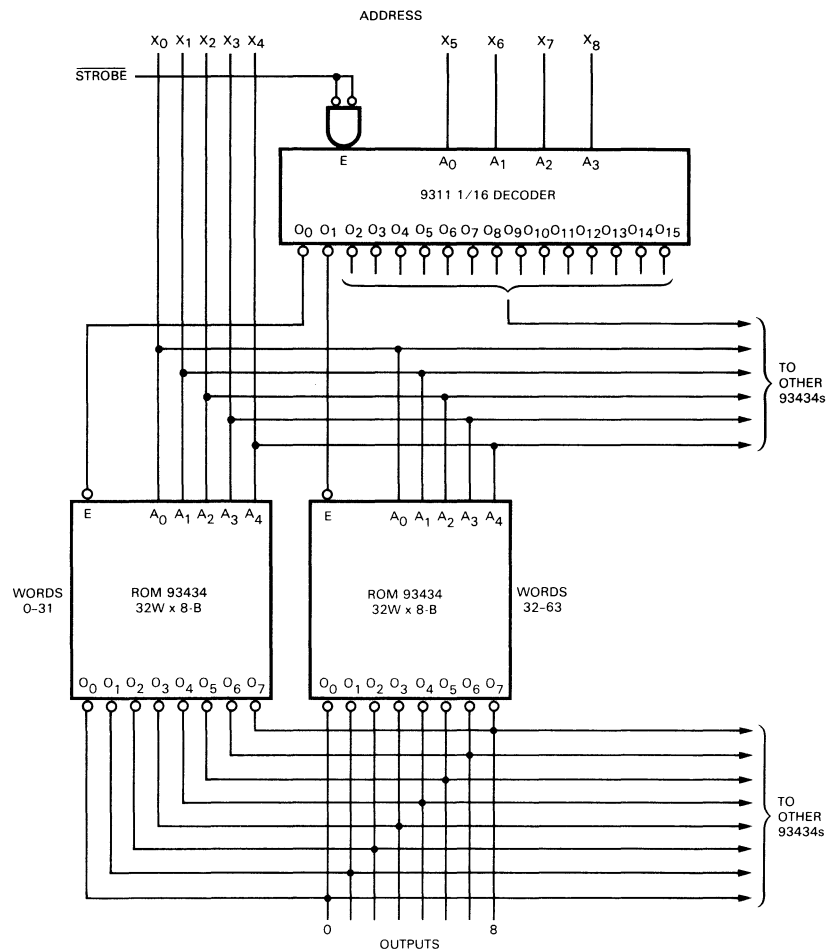 ADDRESS
X0 X1 X2 X3 X4 X5 X6 X7 X8
STROBE
E A0 A1 A2 A3
9311 1/16 DECODER
O0 O1 O2 O3 O4 O5 O6 O7 O8 O9 O10 O11 O12 O13 O14 O15
TO
OTHER
93434s
E A0 A1 A2 A3 A4
E A0 A1 A2 A3 A4
WORDS
0-31
ROM 93434
32W x 8-B
ROM 93434
32W x 8-B
WORDS
32-63
O0 O1 O2 O3 O4 O5 O6 O7
O0 O1 O2 O3 O4 O5 O6 O7
TO
OTHER
93434s
0 8
OUTPUTS